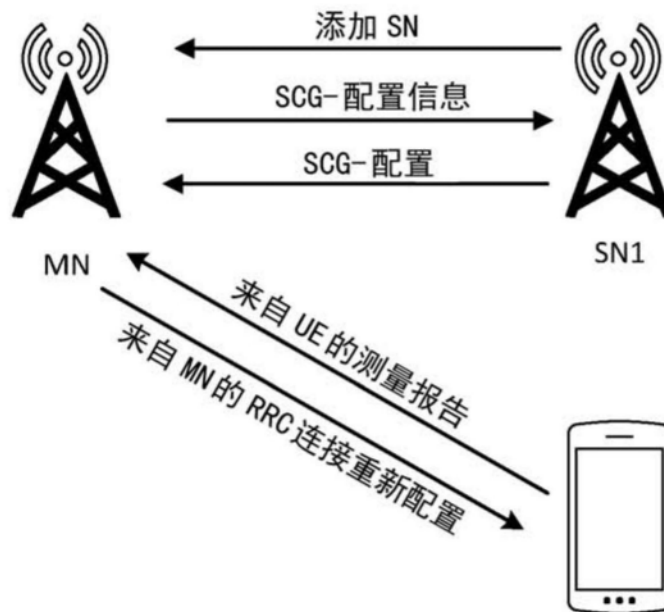 添加 SN
SCG-配置信息
SCG-配置
MN
SN1
来自 UE 的测量报告
来自 MN 的 RRC 连接重新配置